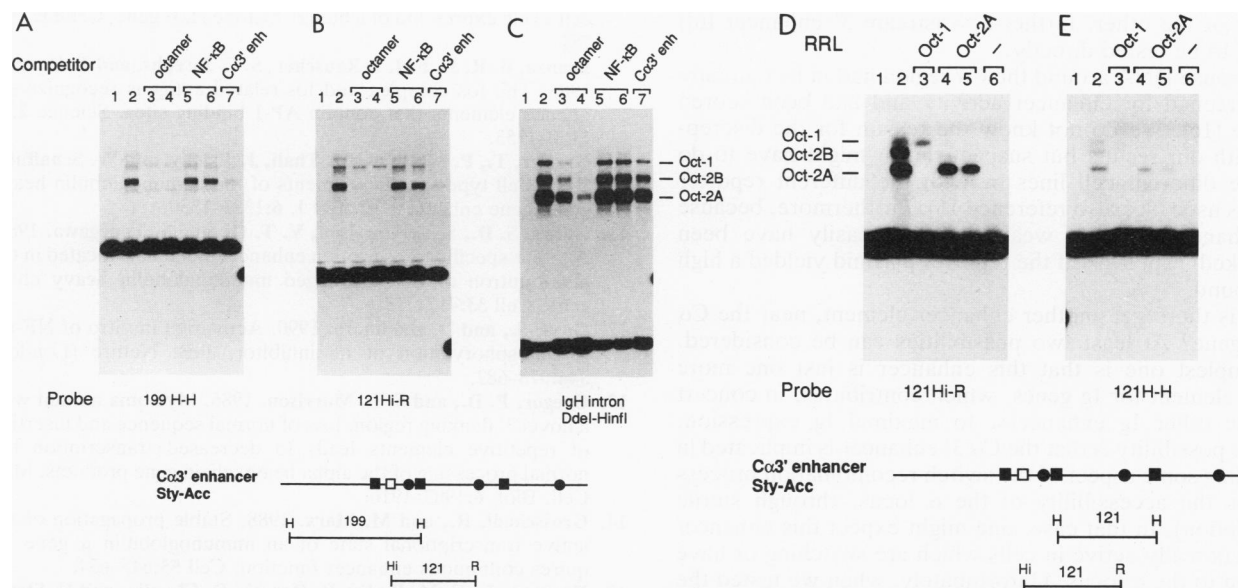 A
Competitor
octamer
NF-κB
Cα3' enh
1 2 3 4 5 6 7
Probe
199 H-H
B
octamer
NF-κB
Cα3' enh
1 2 3 4 5 6 7
121Hi-R
C
octamer
NF-κB
Cα3' enh
1 2 3 4 5 6 7
Oct-1
Oct-2B
Oct-2A
IgH intron
DdeI-HinfI
D
RRL
Oct-1
Oct-2A
1 2 3 4 5 6
Oct-1
Oct-2B
Oct-2A
Probe
121Hi-R
E
Oct-1
Oct-2A
1 2 3 4 5 6
121H-H
Cα3' enhancer
Sty-Acc
H 199
Hi 121 R
Cα3' enhancer
Sty-Acc
H 121 H
Hi 121 R